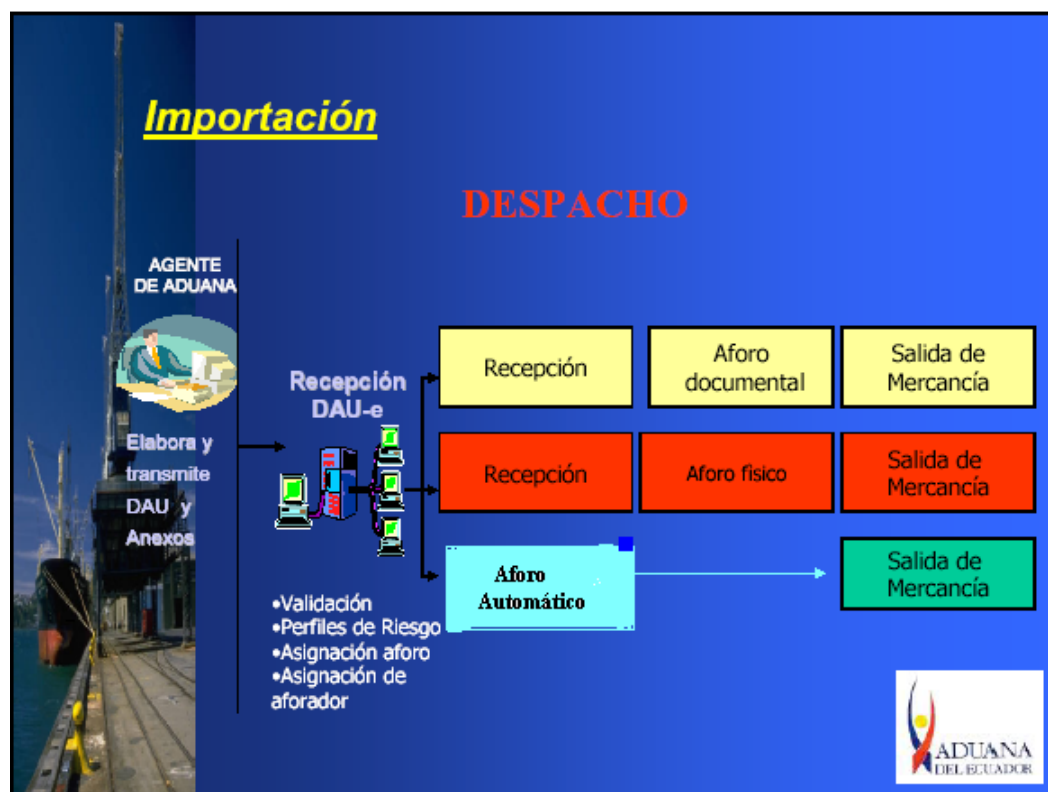 Importación
DESPACHO
AGENTE
DE ADUANA
Elabora y
transmite
DAU y
Anexos
Recepción
DAU-e
•Validación
•Perfiles de Riesgo
•Asignación aforo
•Asignación de
aforador
Recepción
Aforo
documental
Salida de
Mercancía
Recepción
Aforo fìsico
Salida de
Mercancía
Aforo
Automático
Salida de
Mercancía
ADUANA
DEL ECUADOR